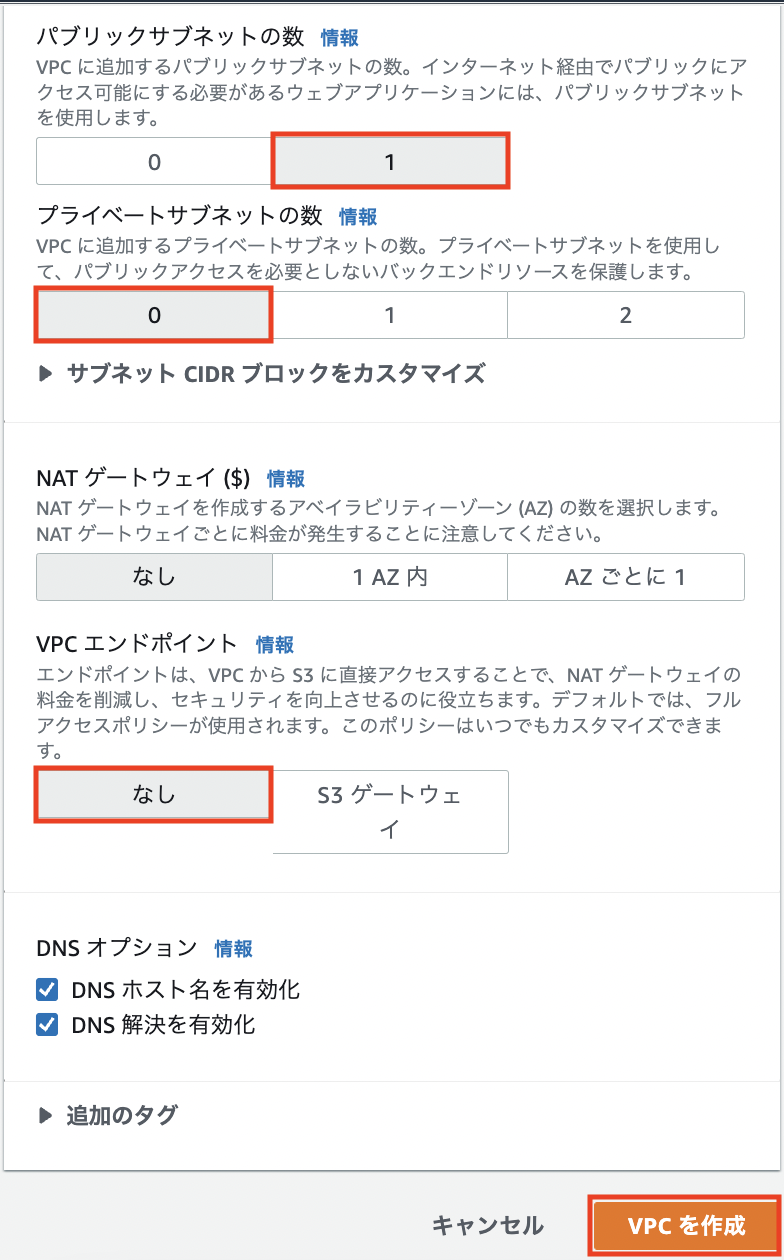 パブリックサブネットの数 情報
VPC に追加するパブリックサブネットの数。インターネット経由でパブリックにア
クセス可能にする必要があるウェブアプリケーションには、パブリックサブネット
を使用します。
0 1
プライベートサブネットの数 情報
VPC に追加するプライベートサブネットの数。プライベートサブネットを使用し
て、パブリックアクセスを必要としないバックエンドリソースを保護します。
0 1 2
サブネット CIDR ブロックをカスタマイズ
NAT ゲートウェイ ($) 情報
NAT ゲートウェイを作成するアベイラビリティーゾーン (AZ) の数を選択します。
NAT ゲートウェイごとに料金が発生することに注意してください。
なし 1 AZ 内 AZ ごとに 1
VPC エンドポイント 情報
エンドポイントは、VPC から S3 に直接アクセスすることで、NAT ゲートウェイの
料金を削減し、セキュリティを向上させるのに役立ちます。デフォルトでは、フル
アクセスポリシーが使用されます。このポリシーはいつでもカスタマイズできま
す。
なし S3 ゲートウェ
イ
DNS オプション 情報
DNS ホスト名を有効化
DNS 解決を有効化
追加のタグ
キャンセル VPC を作成